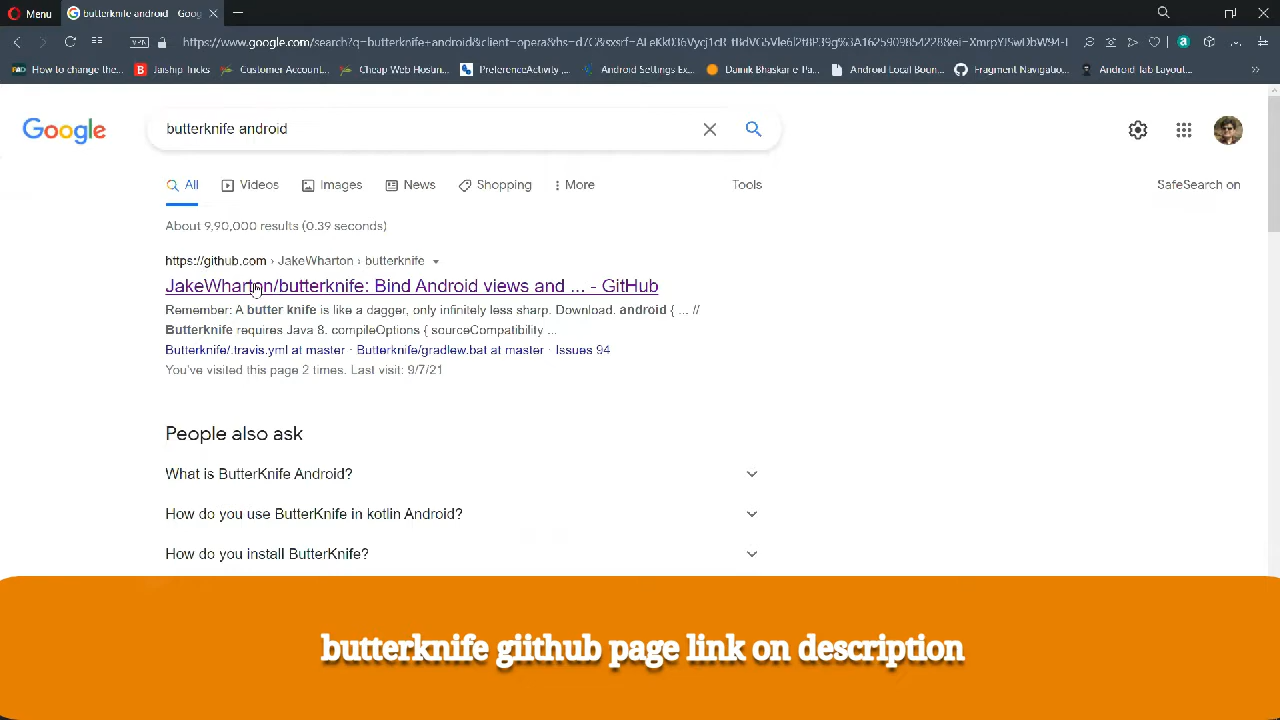 Menu
butterknife android - Goog
VPN
How to change the...
Jaiship Tricks
Customer Account...
Cheap Web Hostin...
PreferenceActivity ,...
Android Settings Ex...
Dainik Bhaskar e-Pa...
Android Local Boun...
Fragment Navigatio...
Android Tab Layout...
Google
butterknife android
All
Videos
Images
News
Shopping
More
Tools
SafeSearch on
About 9,90,000 results (0.39 seconds)
https://github.com › JakeWharton › butterknife
JakeWharton/butterknife: Bind Android views and ... - GitHub
Remember: A butter knife is like a dagger, only infinitely less sharp. Download. android { ... //
Butterknife requires Java 8. compileOptions { sourceCompatibility ...
Butterknife/.travis.yml at master · Butterknife/gradlew.bat at master · Issues 94
You've visited this page 2 times. Last visit: 9/7/21
People also ask
What is ButterKnife Android?
How do you use ButterKnife in kotlin Android?
How do you install ButterKnife?
butterknife giithub page link on description